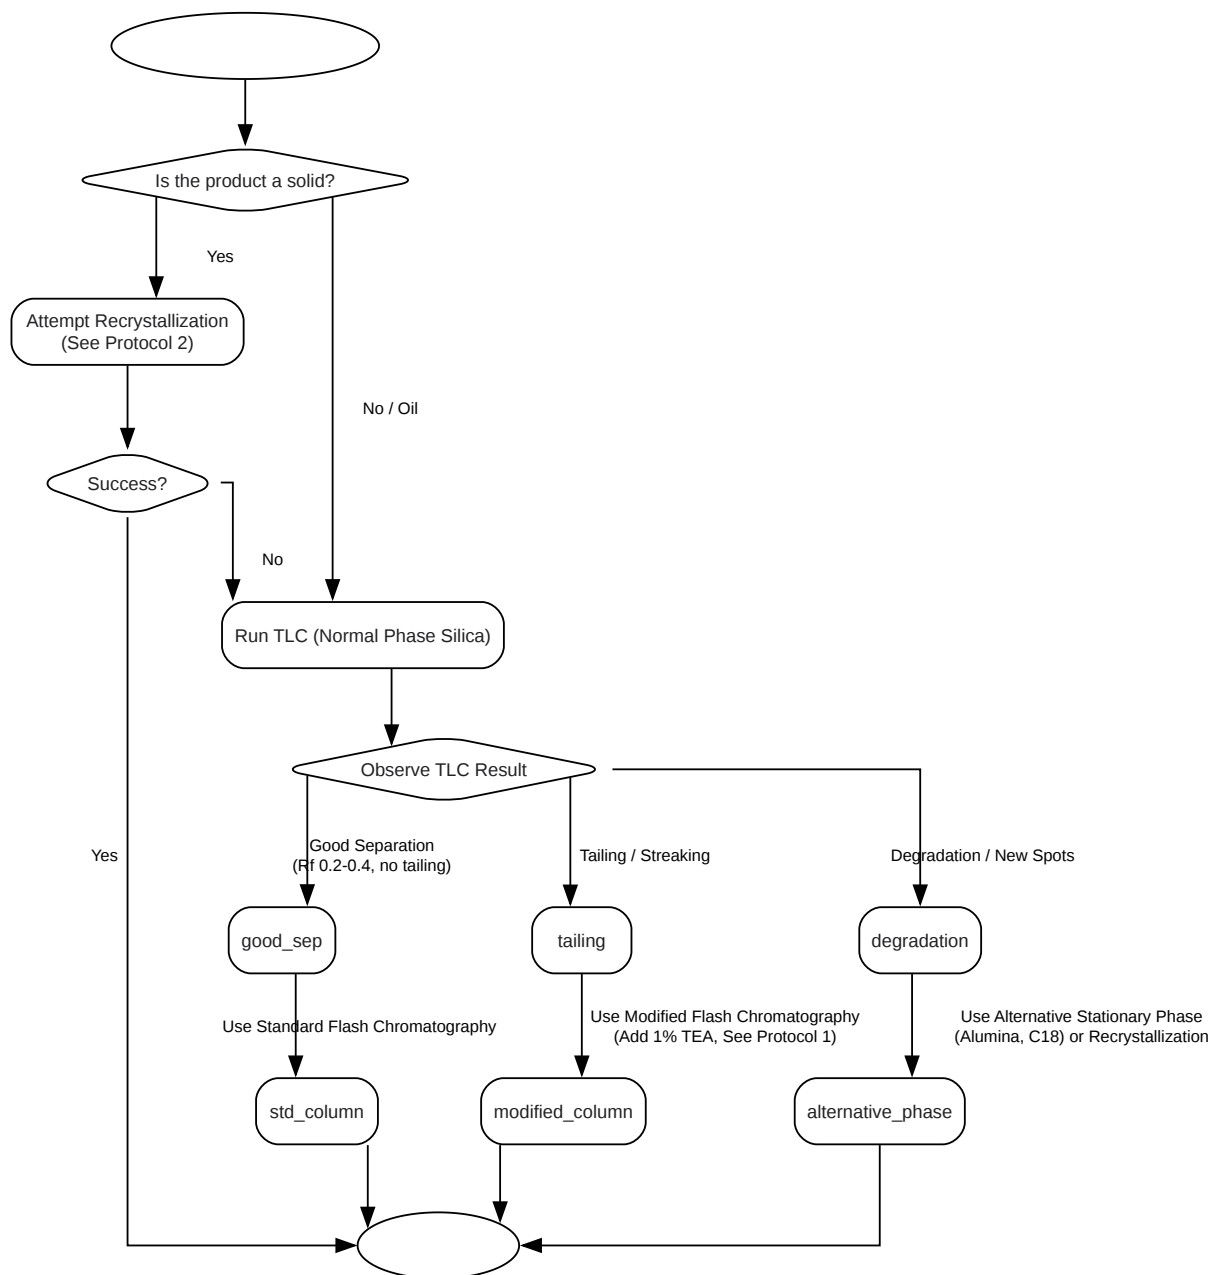 Is the product a solid?
Yes
Attempt Recrystallization
(See Protocol 2)
No / Oil
Success?
No
Run TLC (Normal Phase Silica)
Observe TLC Result
Yes
Good Separation
(Rf 0.2-0.4, no tailing)
Tailing / Streaking
Degradation / New Spots
good_sep
tailing
degradation
Use Standard Flash Chromatography
Use Modified Flash Chromatography
(Add 1% TEA, See Protocol 1)
Use Alternative Stationary Phase
(Alumina, C18) or Recrystallization
std_column
modified_column
alternative_phase